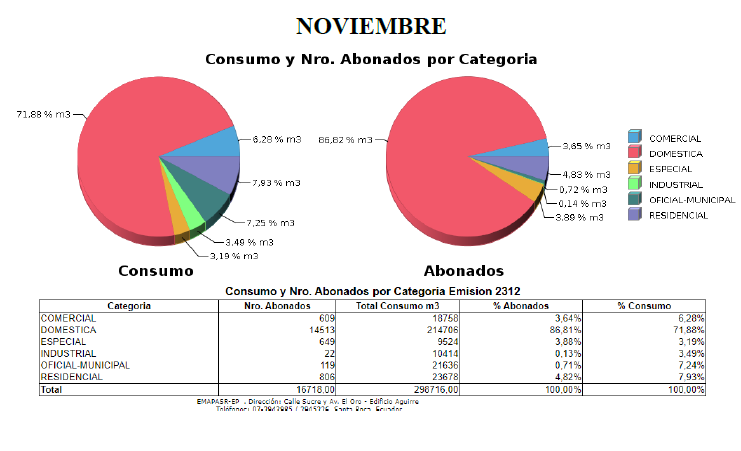 NOVIEMBRE
Consumo y Nro. Abonados por Categoria
71,88 % m3
6,28 % m3
7,93 % m3
7,25 % m3
3,49 % m3
3,19 % m3
Consumo
86,82 % m3
3,65 % m3
4,83 % m3
0,72 % m3
0,14 % m3
3,89 % m3
Abonados
COMERCIAL
DOMESTICA
ESPECIAL
INDUSTRIAL
OFICIAL-MUNICIPAL
RESIDENCIAL
Consumo y Nro. Abonados por Categoria Emision 2312
Categoria Nro. Abonados Total Consumo m3 % Abonados % Consumo
COMERCIAL 609 18758 3,64% 6,28%
DOMESTICA 14513 214706 86,81% 71,88%
ESPECIAL 649 9524 3,88% 3,19%
INDUSTRIAL 22 10414 0,13% 3,49%
OFICIAL-MUNICIPAL 119 21636 0,71% 7,24%
RESIDENCIAL 806 23678 4,82% 7,93%
Total 16718,00 298716,00 100,00% 100,00%
EMAPASR-EP . Dirección: Calle Sucre y Av. El Oro - Edificio Aguirre
Teléfonos: Santa Rosa, Ecuador